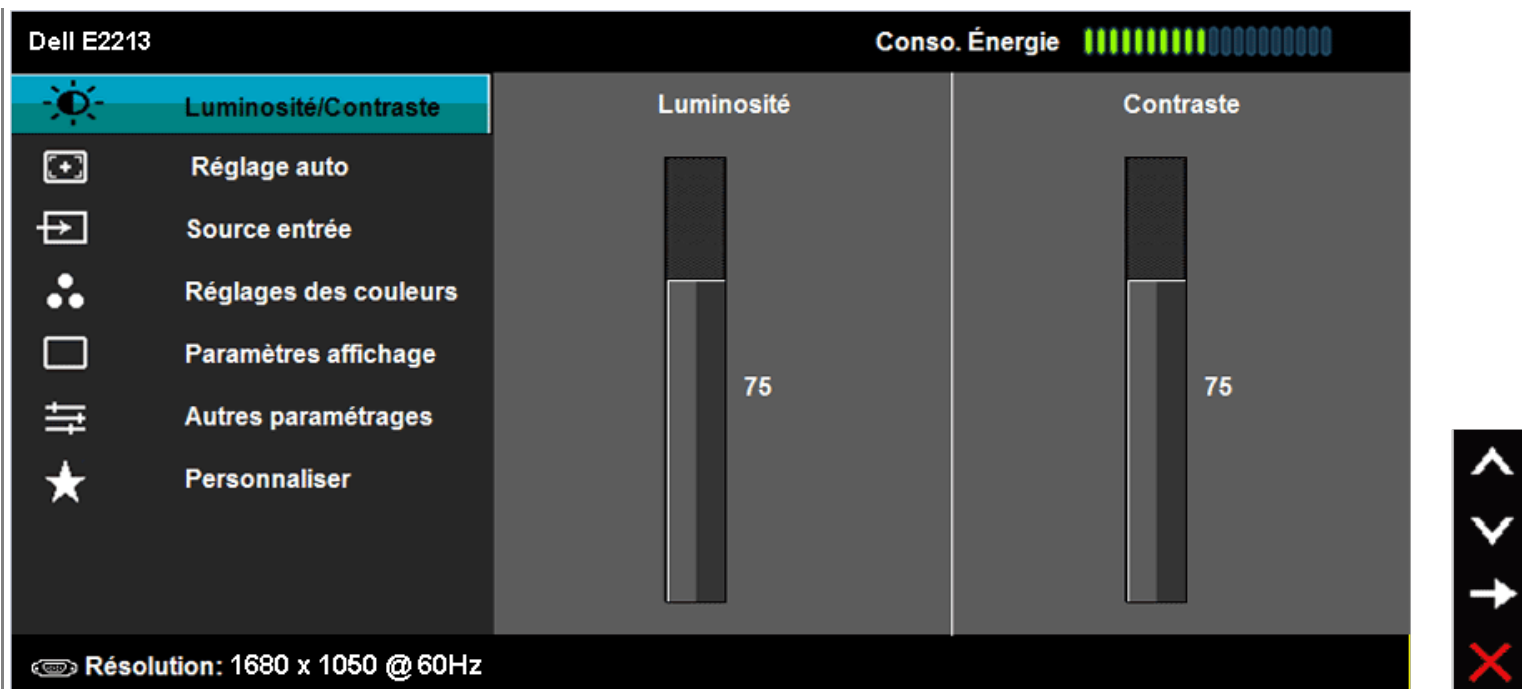 Dell E2213
Conso. Énergie
Luminosité/Contraste
Réglage auto
Source entrée
Réglages des couleurs
Paramètres affichage
Autres paramétrages
Personnaliser
Luminosité
75
Contraste
75
Résolution: 1680 x 1050 @ 60Hz